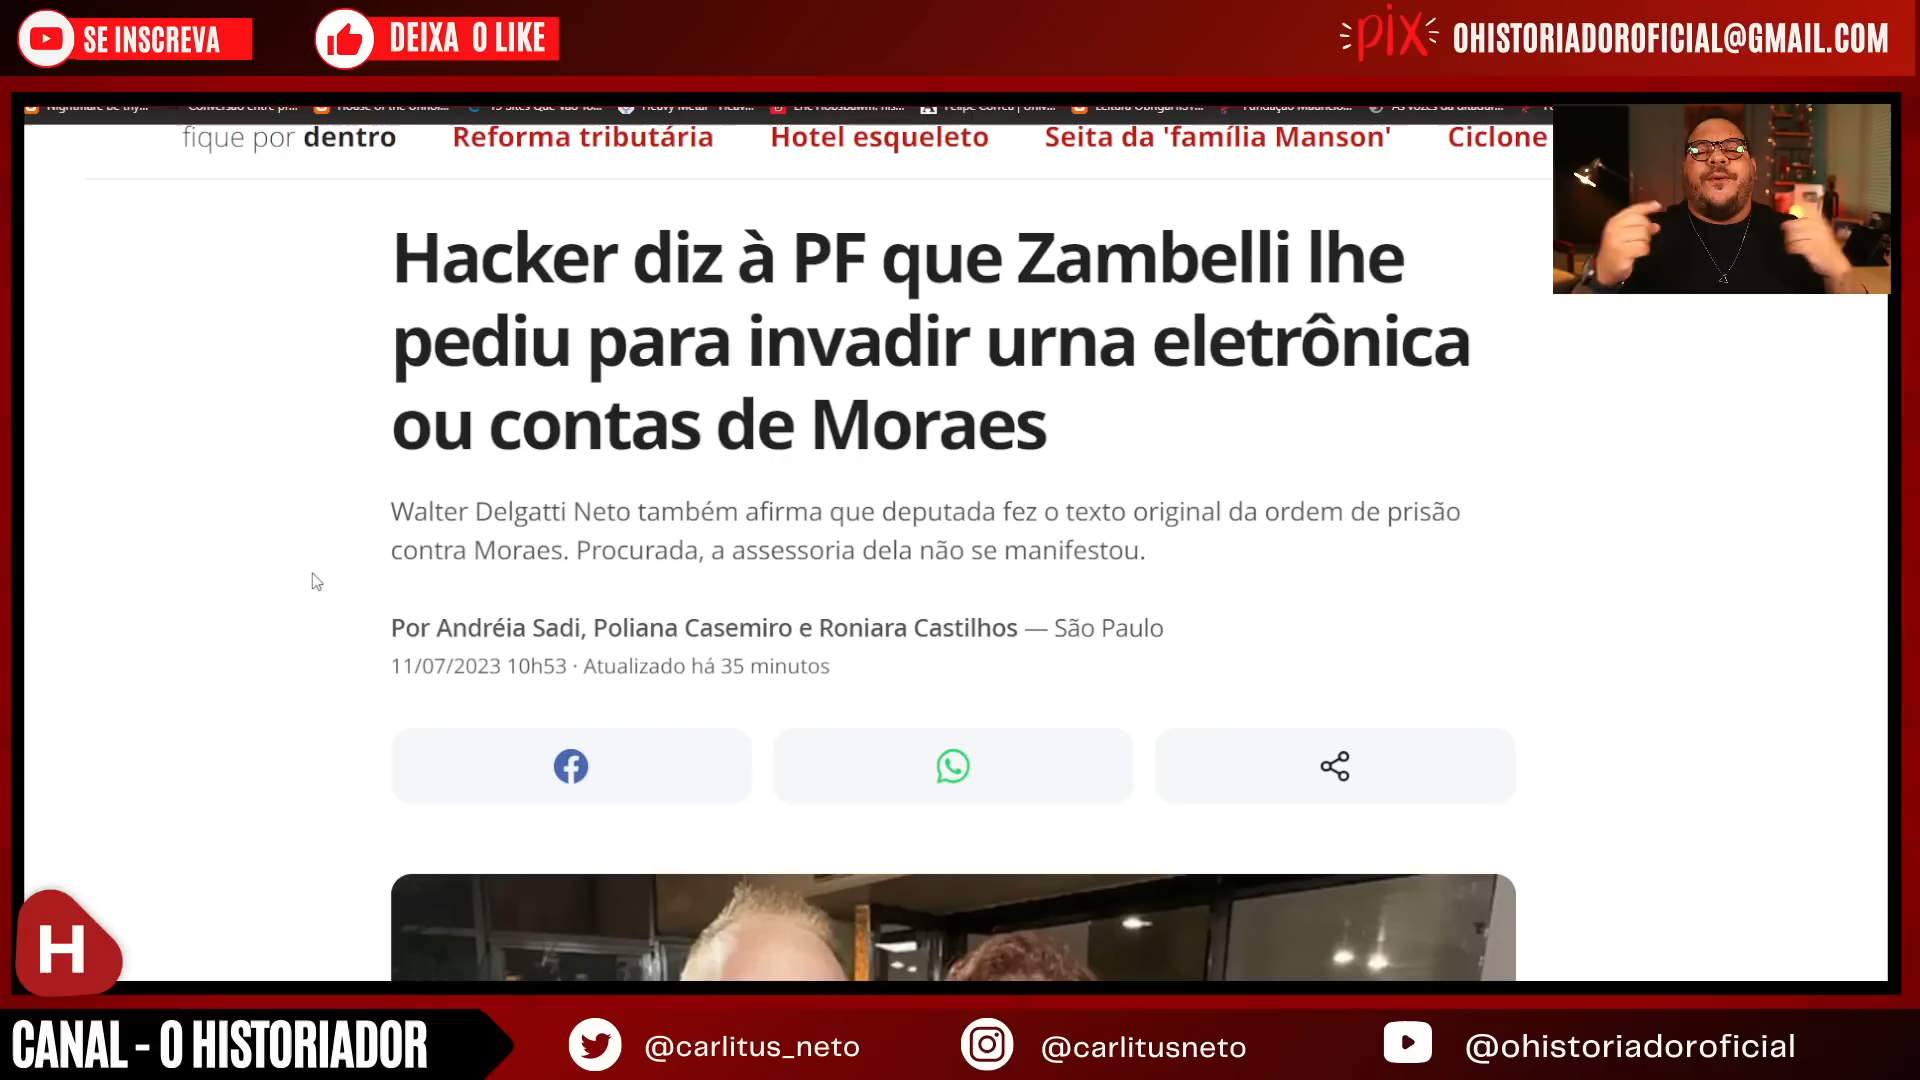 SE INSCREVA
DEIXA O LIKE
pix OHISTORIADOROFICIAL@GMAIL.COM
fique por dentro Reforma tributária Hotel esqueleto Seita da 'família Manson' Ciclone
Hacker diz à PF que Zambelli lhe
pediu para invadir urna eletrônica
ou contas de Moraes
Walter Delgatti Neto também afirma que deputada fez o texto original da ordem de prisão
contra Moraes. Procurada, a assessoria dela não se manifestou.
Por Andréia Sadi, Poliana Casemiro e Roniara Castilhos — São Paulo
11/07/2023 10h53 · Atualizado há 35 minutos
H
CANAL - O HISTORIADOR
@carlitus_neto
@carlitusneto
@ohistoriadoroficial